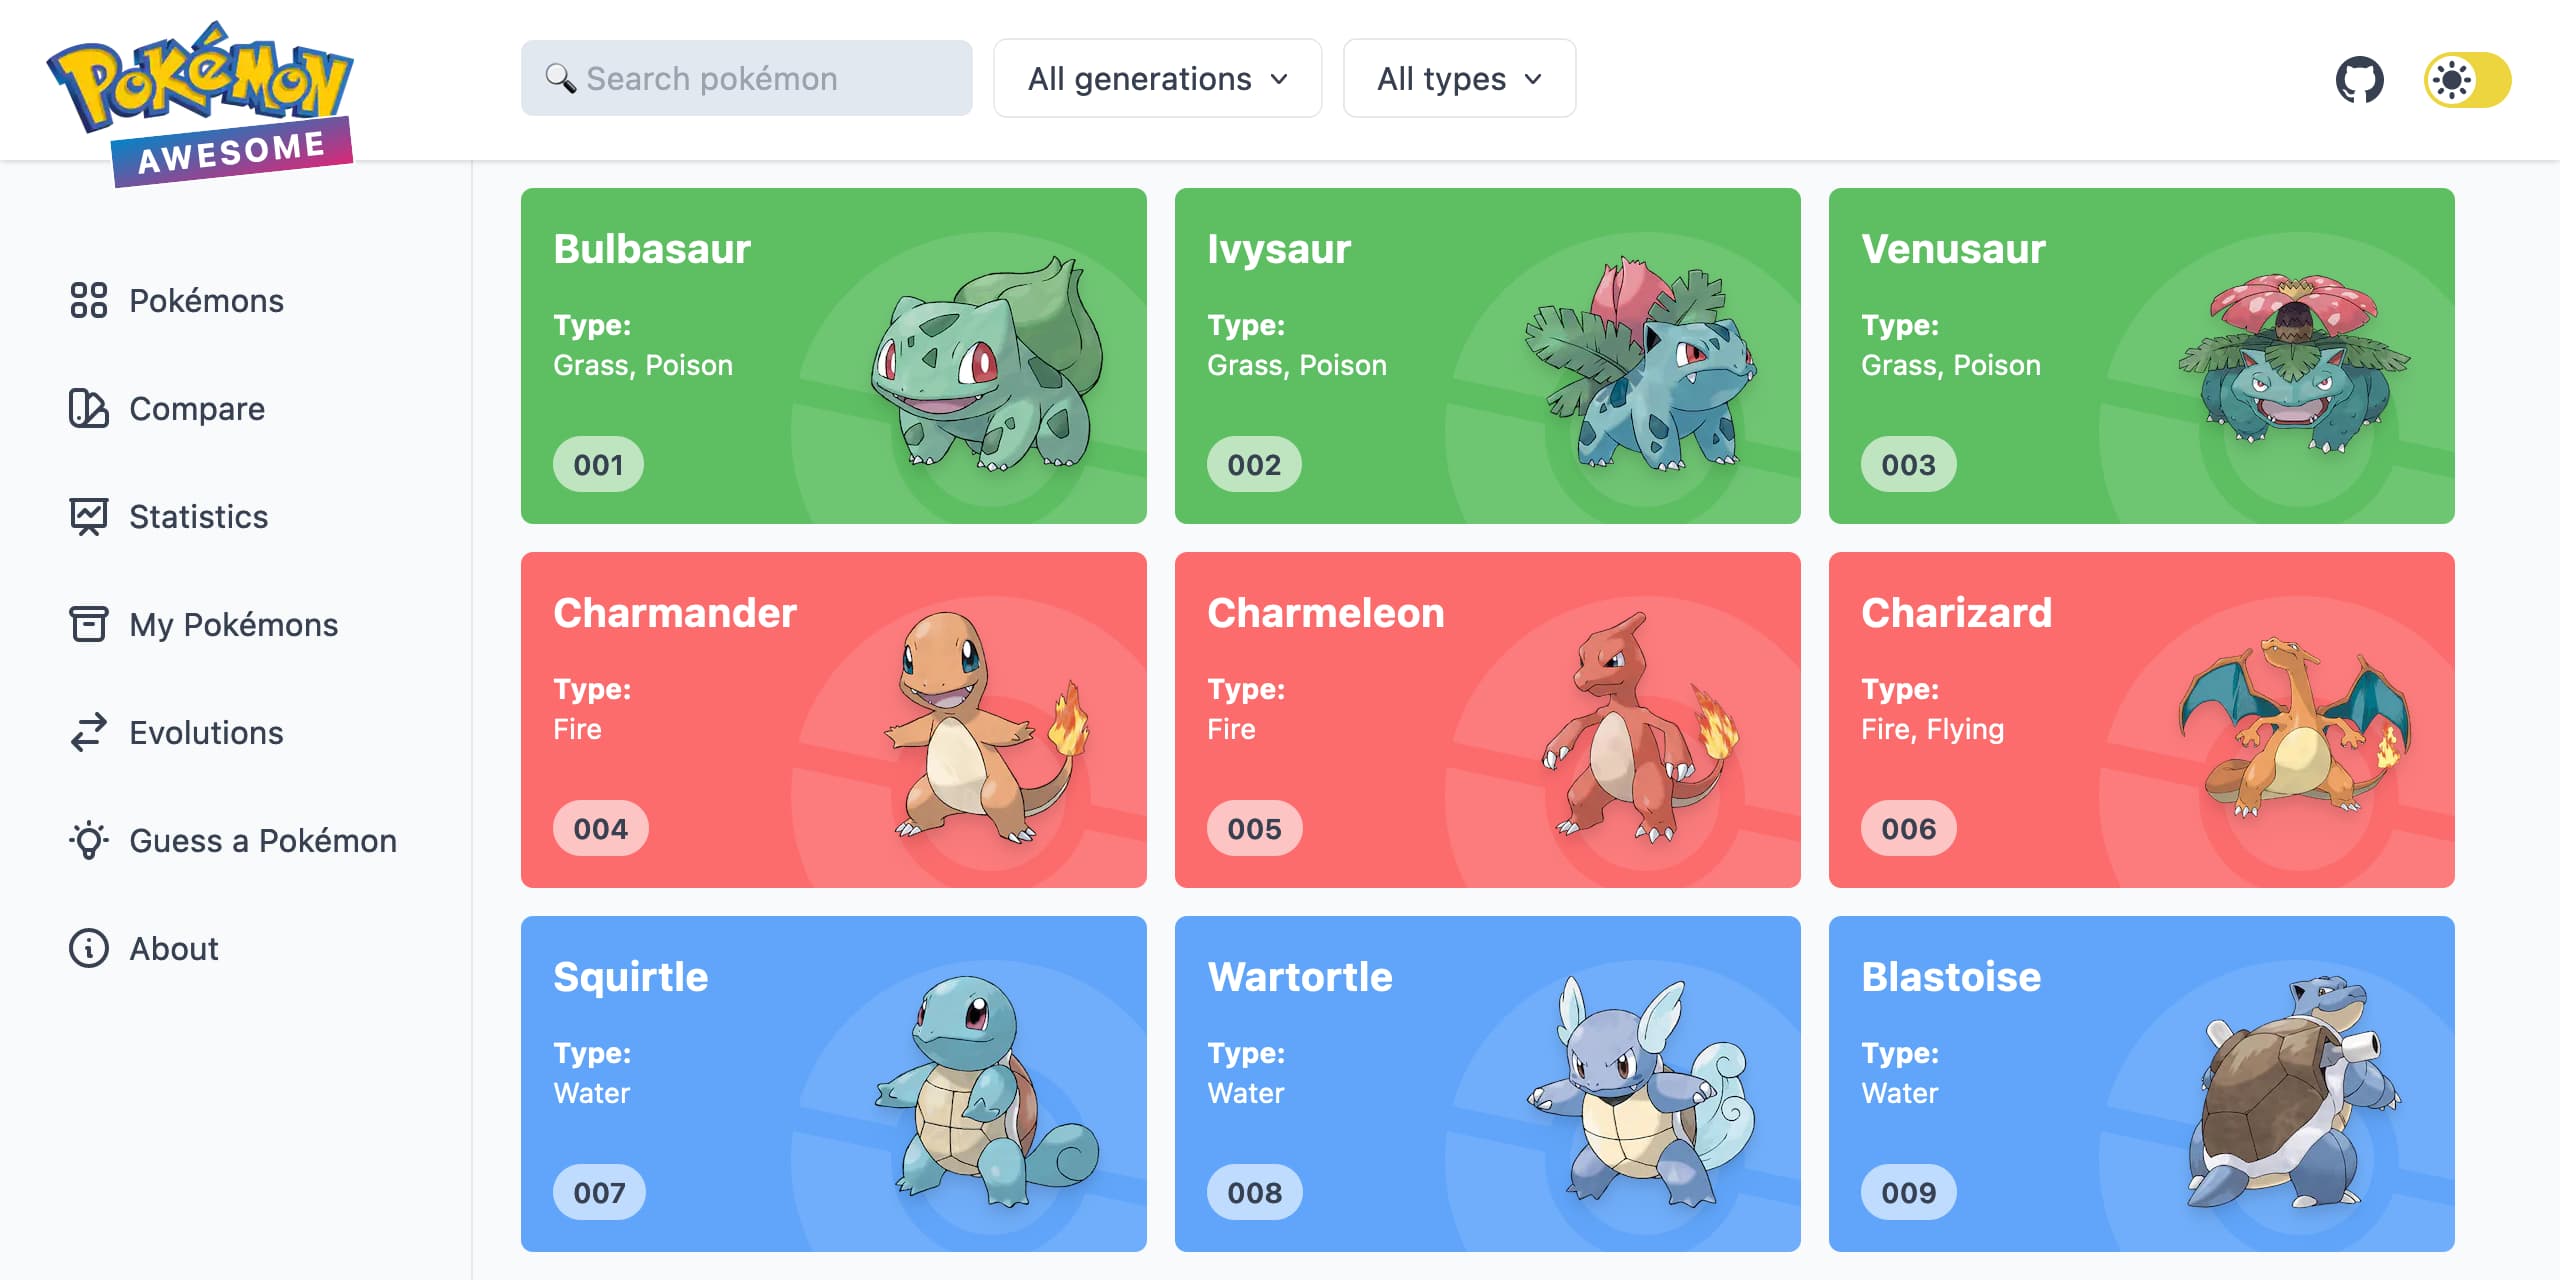 POKéMON
AWESOME
🔍 Search pokémon
All generations
All types
Pokémons
Compare
Statistics
My Pokémons
Evolutions
Guess a Pokémon
About
Bulbasaur
Type:
Grass, Poison
001
Ivysaur
Type:
Grass, Poison
002
Venusaur
Type:
Grass, Poison
003
Charmander
Type:
Fire
004
Charmeleon
Type:
Fire
005
Charizard
Type:
Fire, Flying
006
Squirtle
Type:
Water
007
Wartortle
Type:
Water
008
Blastoise
Type:
Water
009